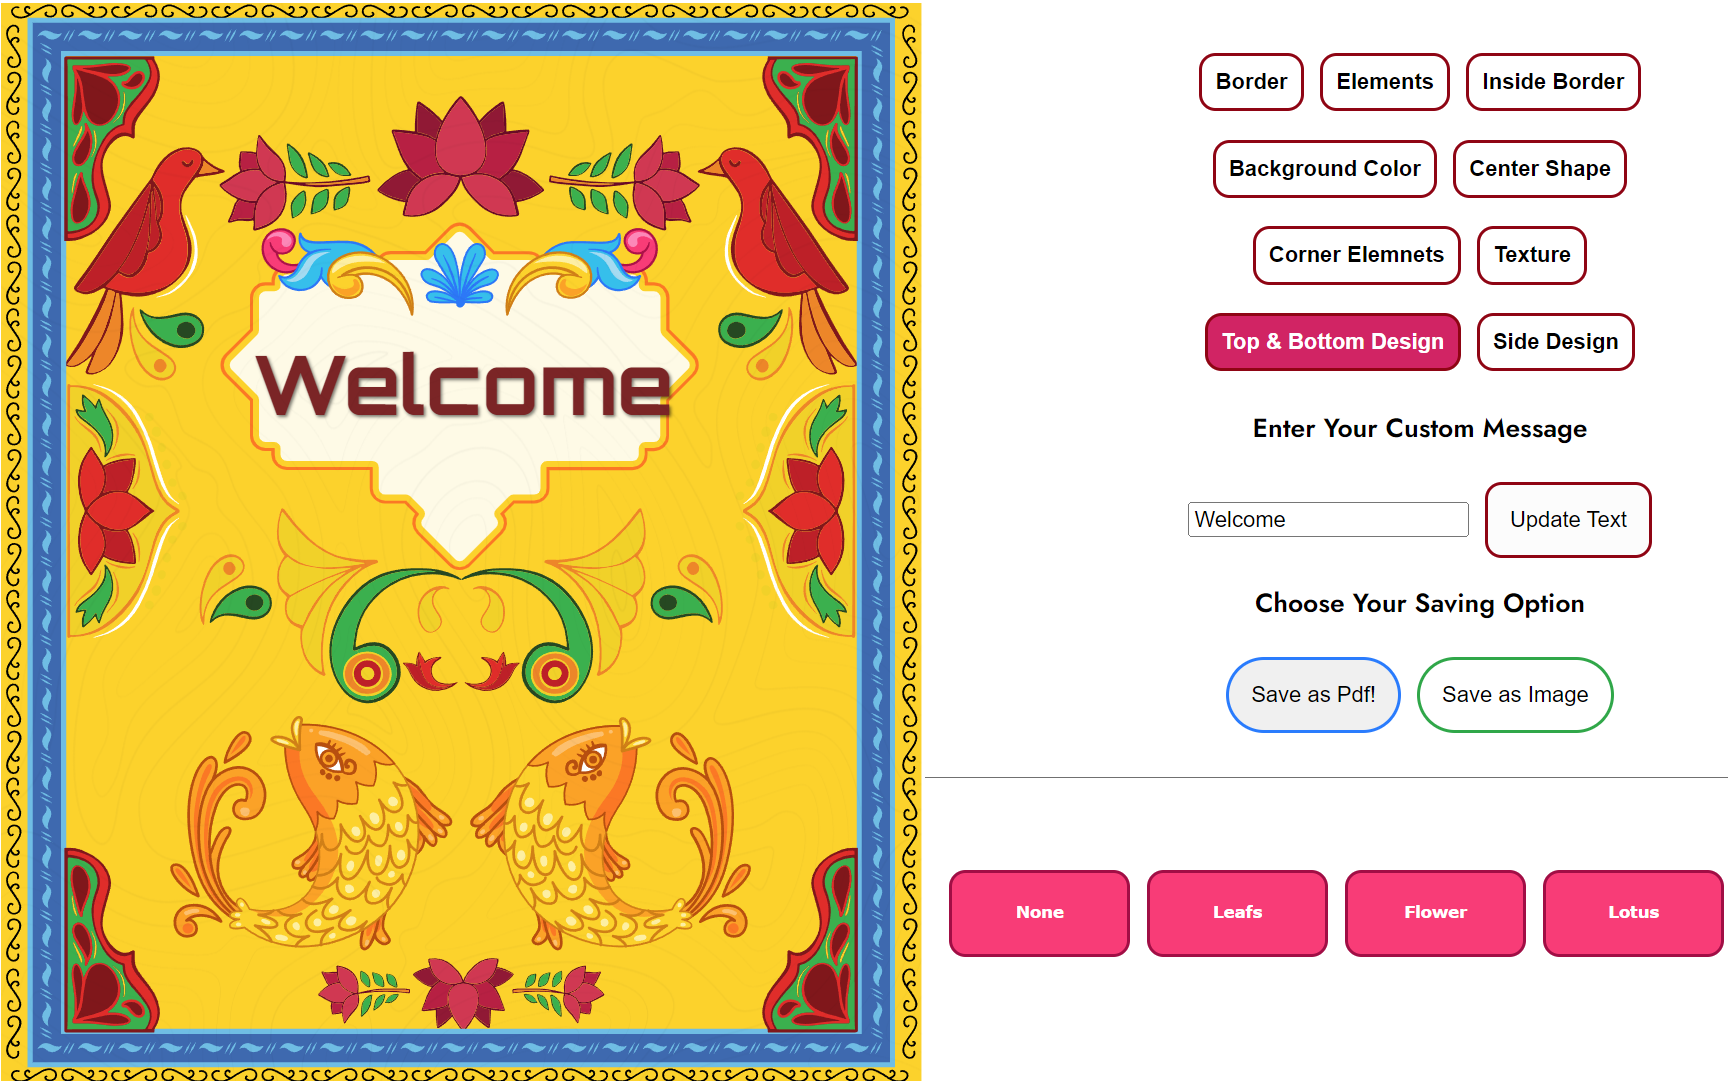 Welcome
Border Elements Inside Border
Background Color Center Shape
Corner Elemnets Texture
Top & Bottom Design Side Design
Enter Your Custom Message
Welcome Update Text
Choose Your Saving Option
Save as Pdf! Save as Image
None Leafs Flower Lotus